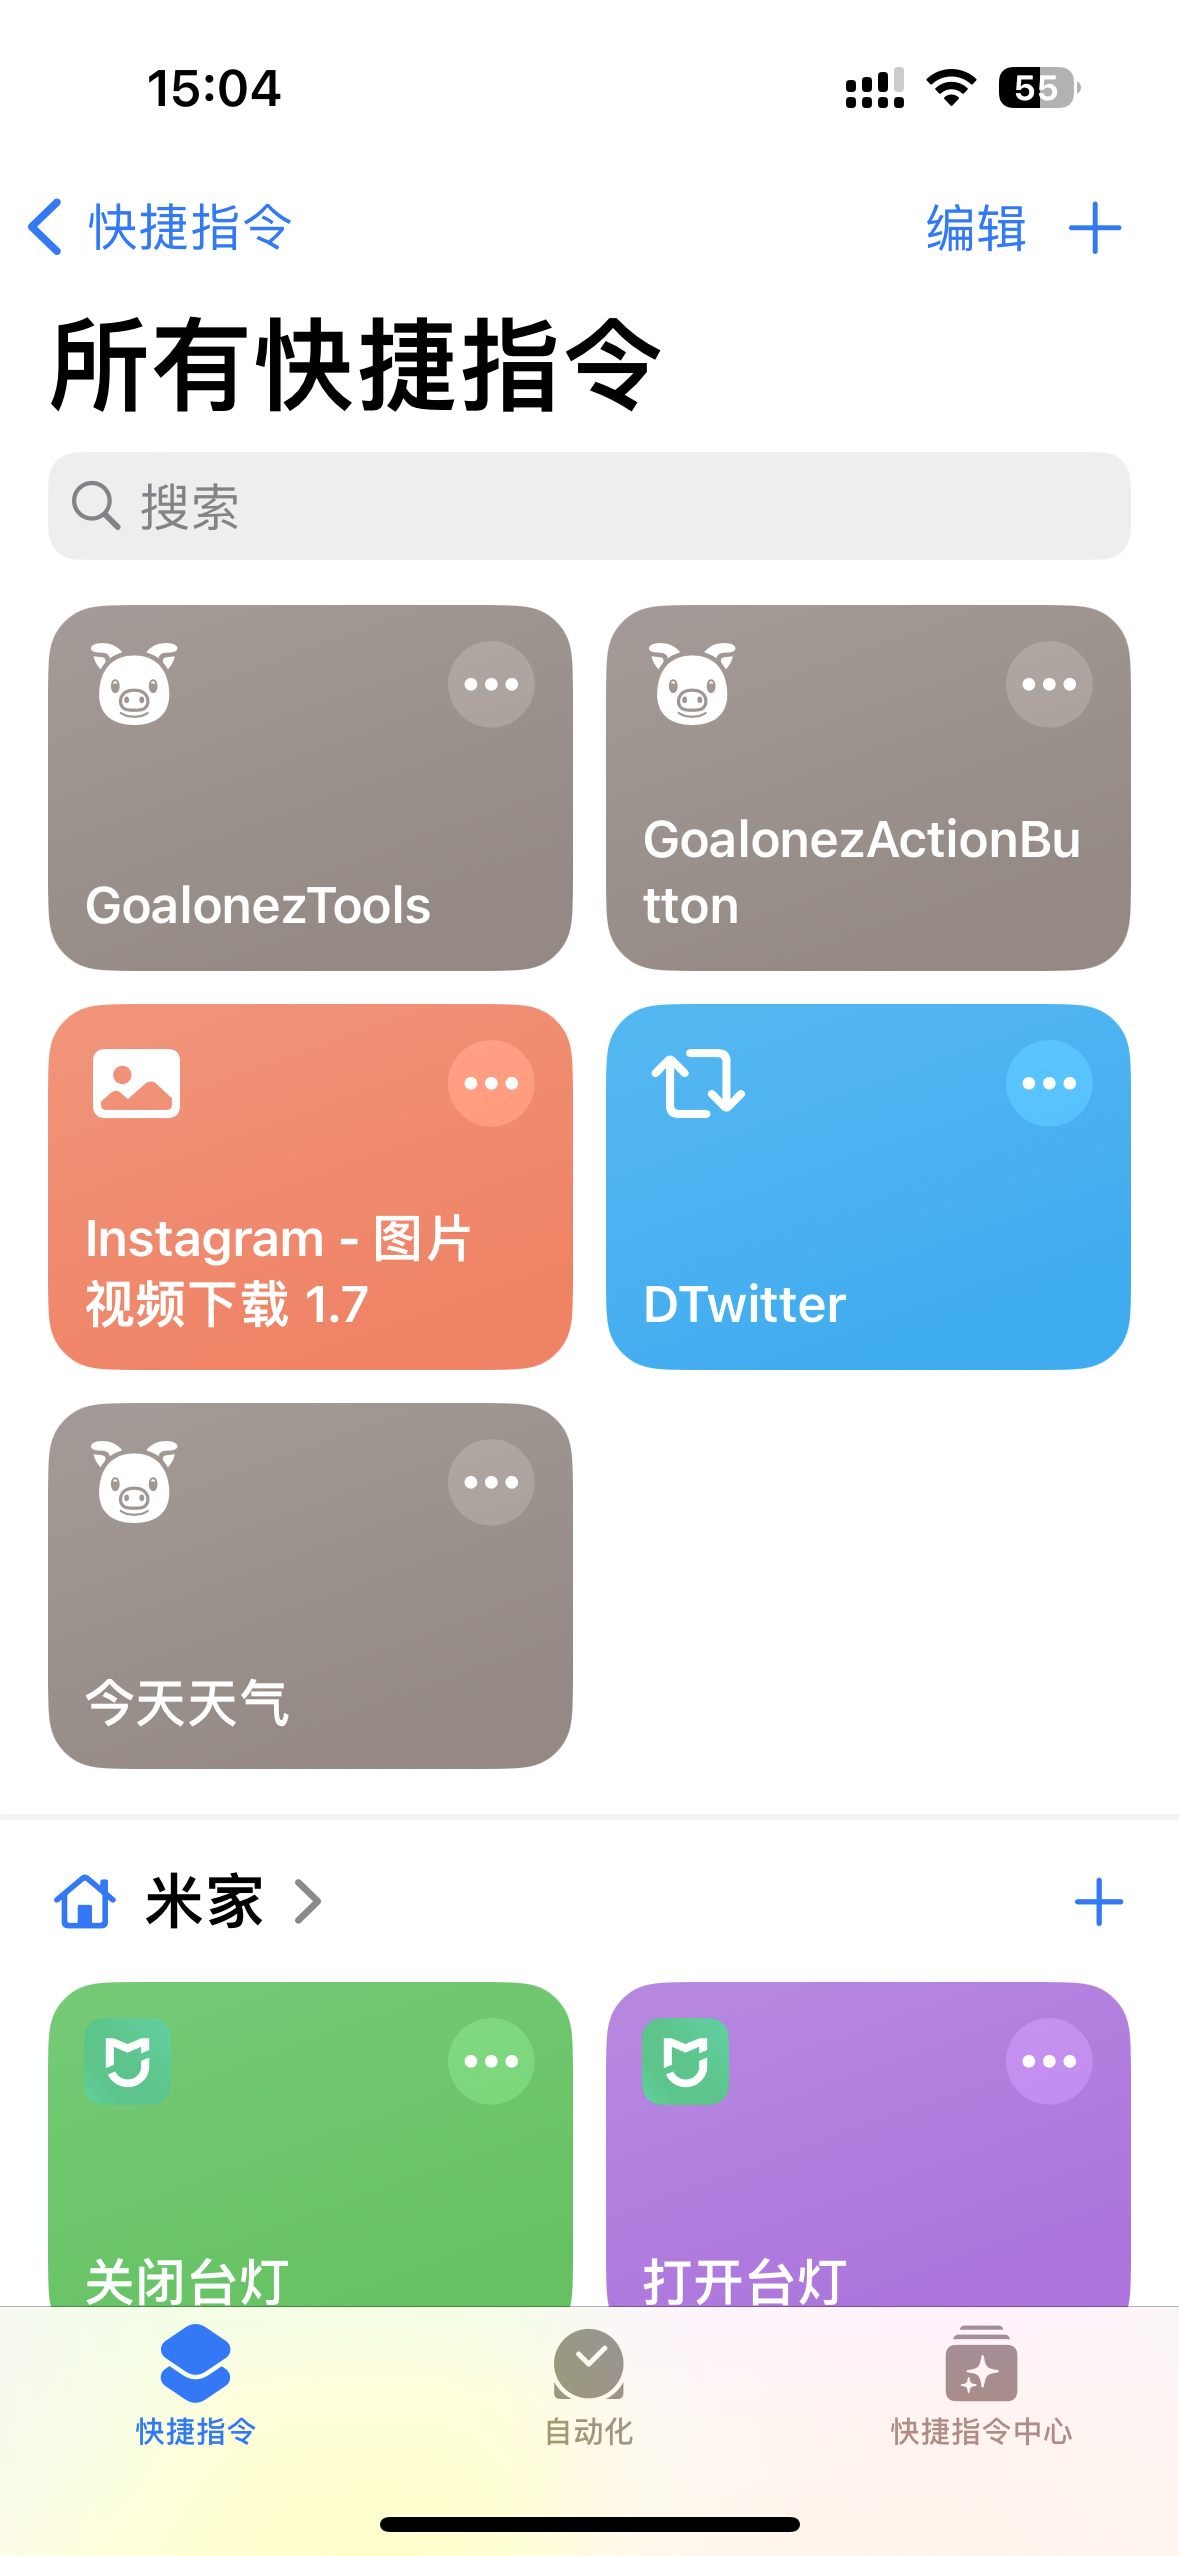 15:04
55
快捷指令
编辑
所有快捷指令
搜索
GoalonezTools
GoalonezActionBu
tton
Instagram - 图片
视频下载 1.7
DTwitter
今天天气
米家
关闭台灯
打开台灯
快捷指令
自动化
快捷指令中心